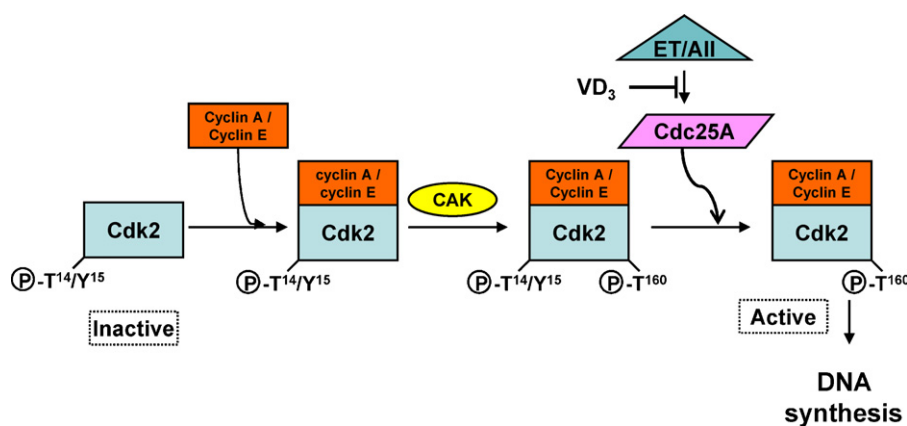 ET/AII
VD₃
Cdc25A
Cyclin A /
Cyclin E
cyclin A /
cyclin E
Cyclin A /
Cyclin E
Cyclin A /
Cyclin E
CAK
Cdk2
Cdk2
Cdk2
Cdk2
Ⓟ-T¹⁴/Y¹⁵
Ⓟ-T¹⁴/Y¹⁵
Ⓟ-T¹⁴/Y¹⁵
Ⓟ-T¹⁶⁰
Ⓟ-T¹⁶⁰
Inactive
Active
DNA
synthesis